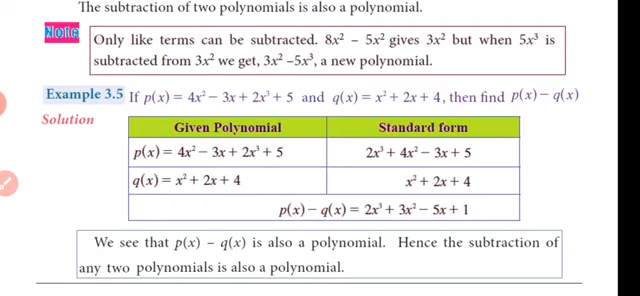 The subtraction of two polynomials is also a polynomial.
Note
Only like terms can be subtracted. 8x² − 5x² gives 3x² but when 5x³ is
subtracted from 3x² we get, 3x² −5x³, a new polynomial.
Example 3.5 If p(x) = 4x² − 3x + 2x³ + 5 and q(x) = x² + 2x + 4, then find p(x) − q(x)
Solution
Given Polynomial Standard form
p(x) = 4x² − 3x + 2x³ + 5 2x³ + 4x² − 3x + 5
q(x) = x² + 2x + 4 x² + 2x + 4
p(x) − q(x) = 2x³ + 3x² − 5x + 1
We see that p(x) − q(x) is also a polynomial. Hence the subtraction of
any two polynomials is also a polynomial.